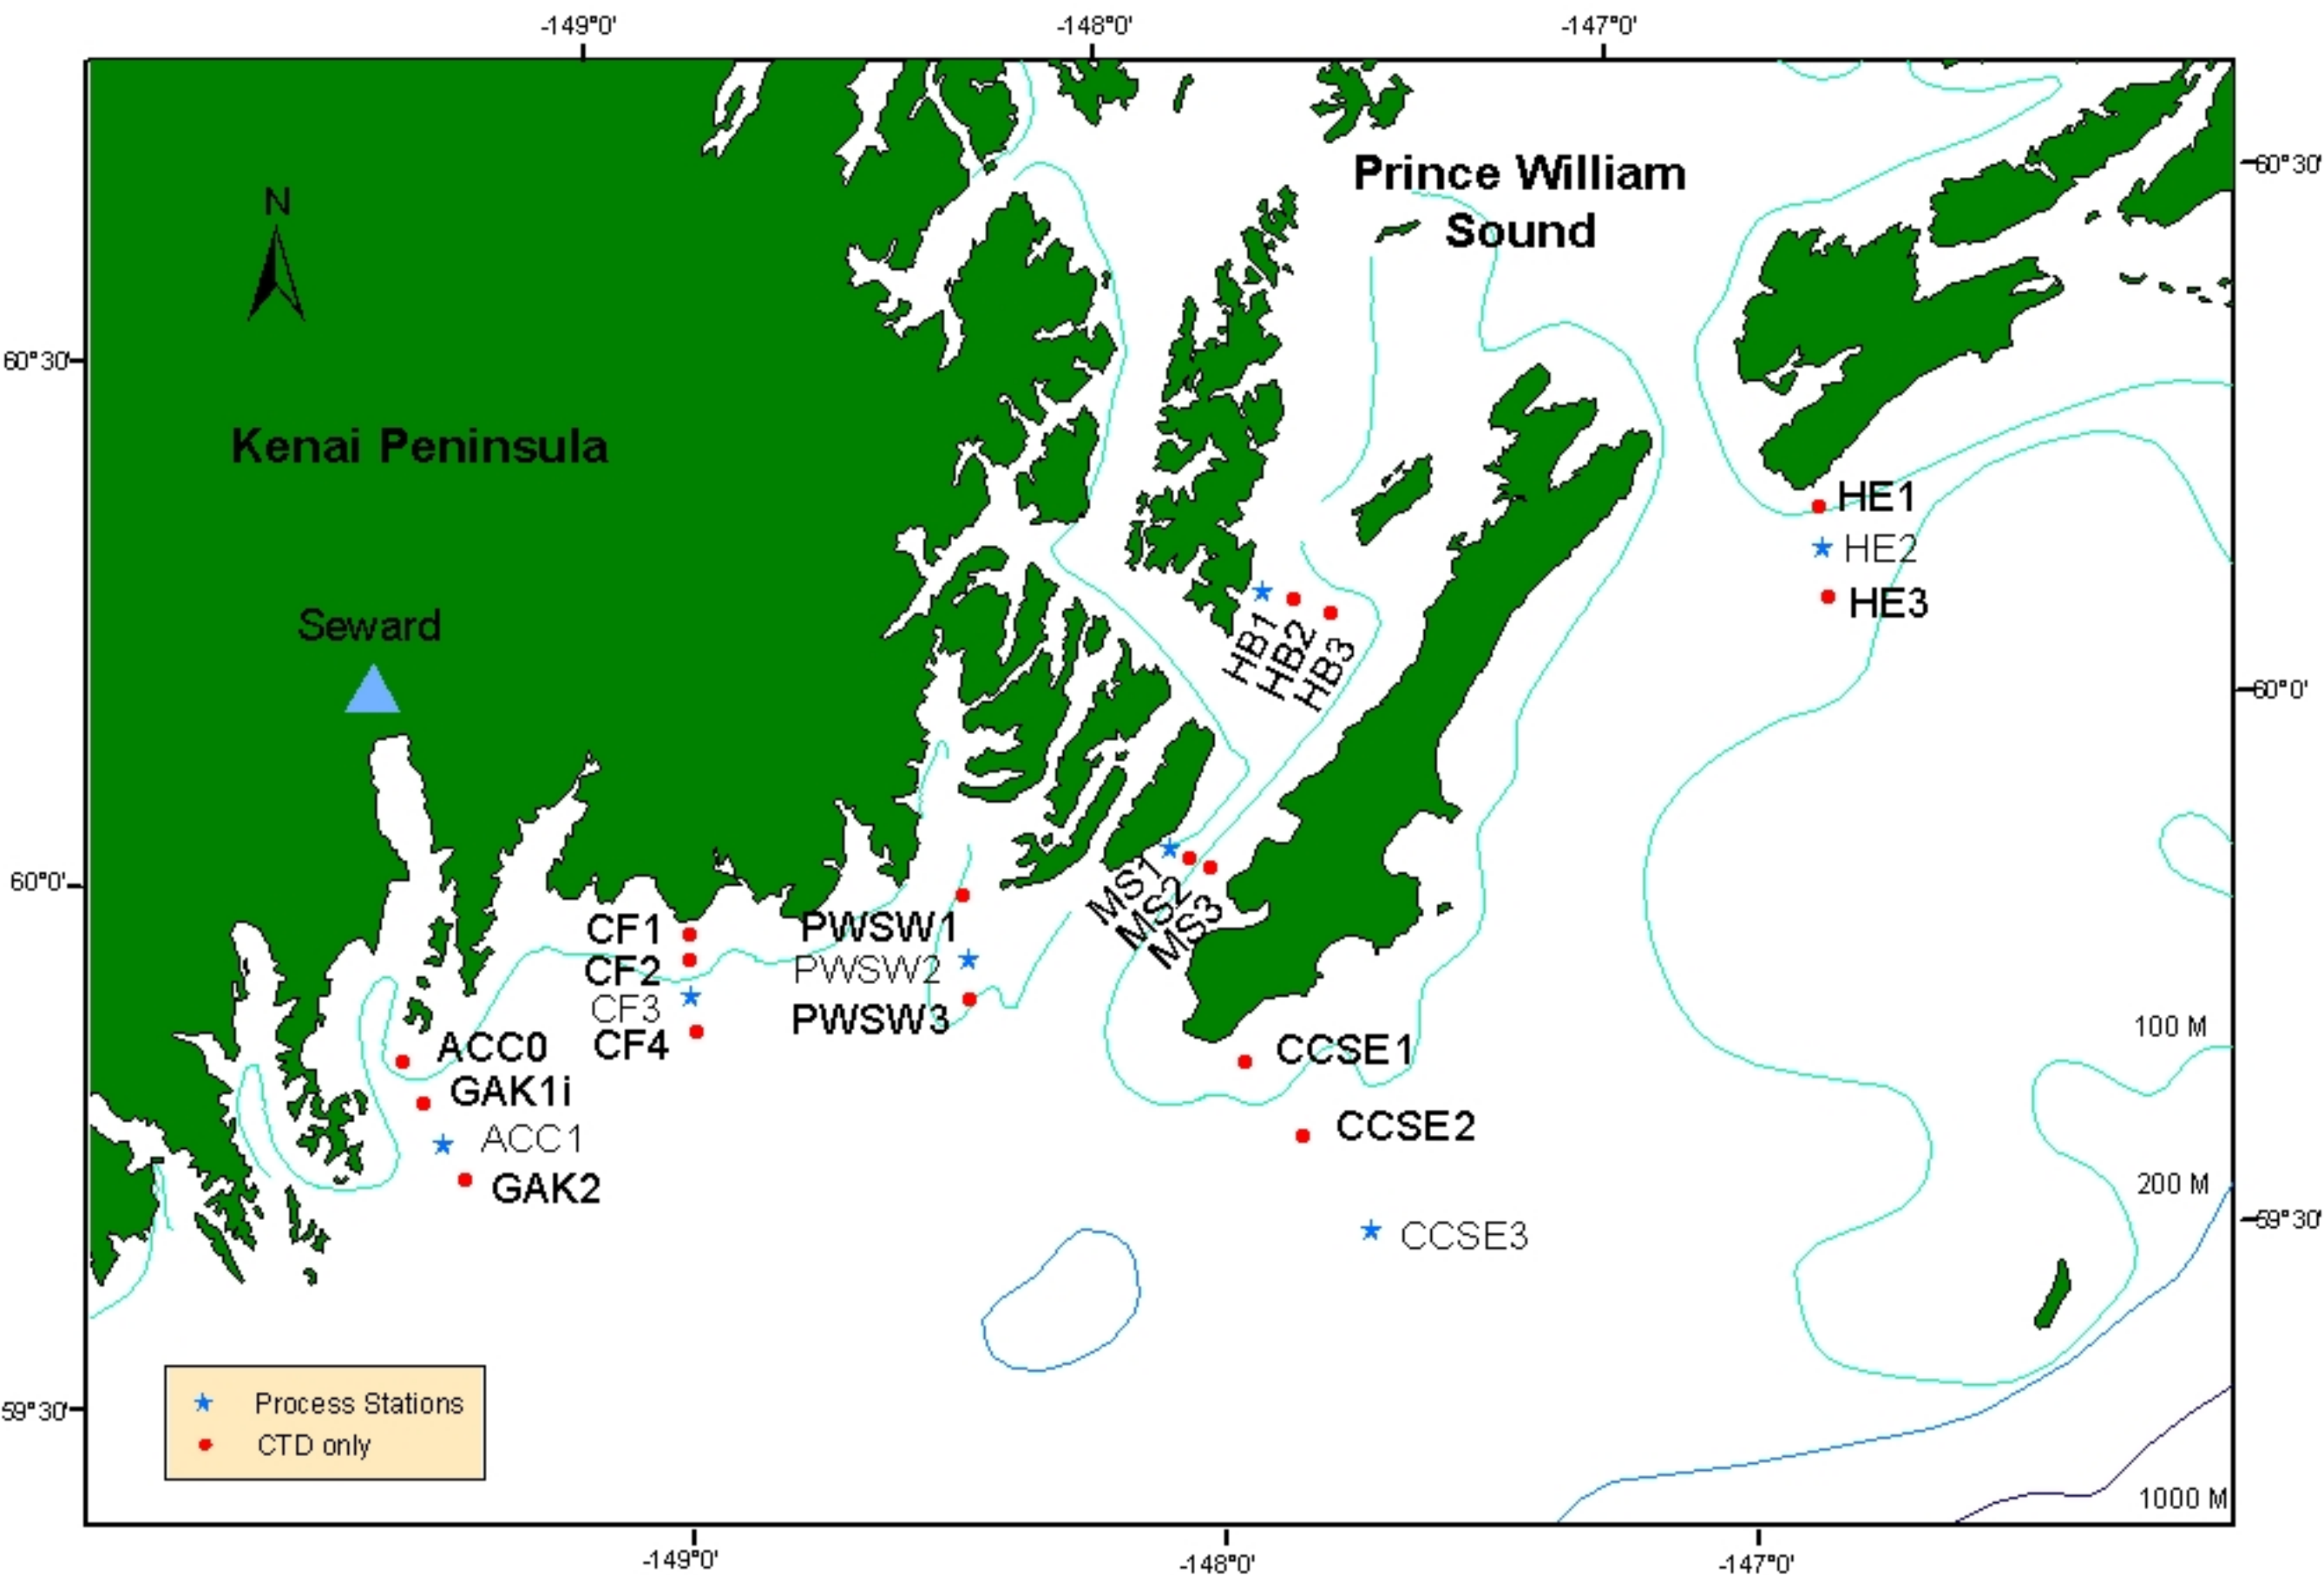 -149°0'
-148°0'
-147°0'
Prince William
Sound
60°30'
N
60°30'
Kenai Peninsula
HE1
HE2
HE3
Seward
HB1
HB2
HB3
60°0'
60°0'
MS1
MS2
MS3
CF1
CF2
CF3
CF4
PWSW1
PWSW2
PWSW3
ACC0
GAK1i
ACC1
GAK2
CCSE1
CCSE2
CCSE3
100 M
200 M
59°30'
59°30'
Process Stations
CTD only
1000 M
-149°0'
-148°0'
-147°0'